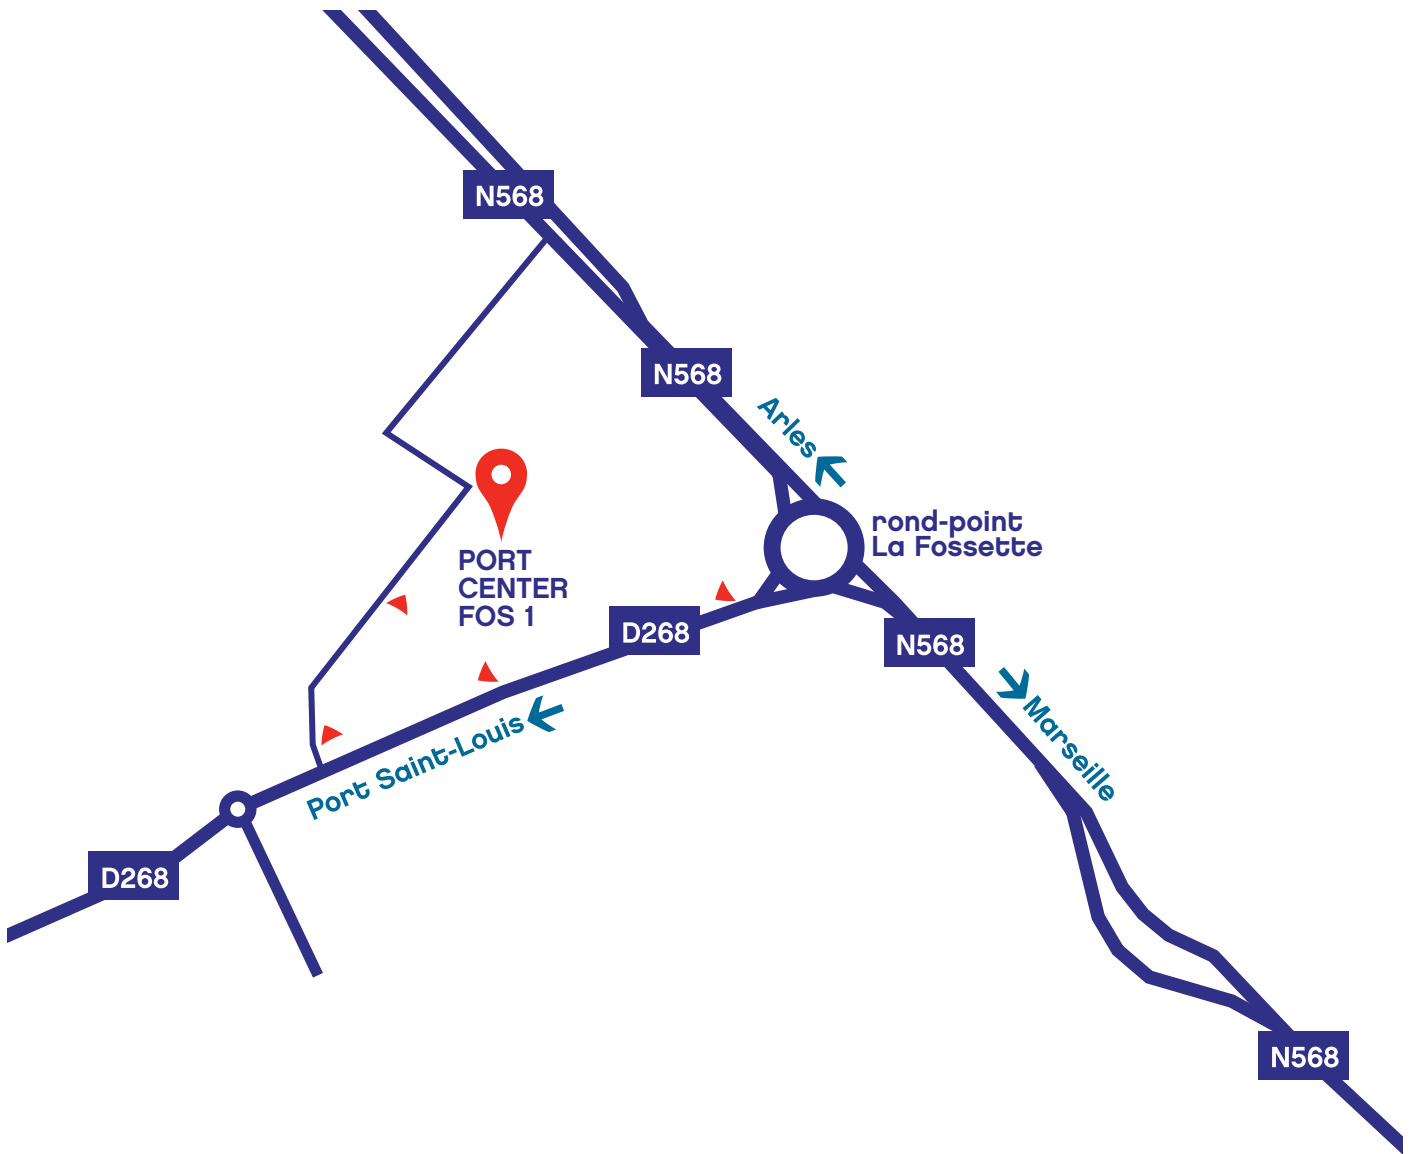 N568
N568
Arles
rond-point
La Fossette
PORT
CENTER
FOS 1
D268
N568
Marseille
Port Saint-Louis
D268
N568